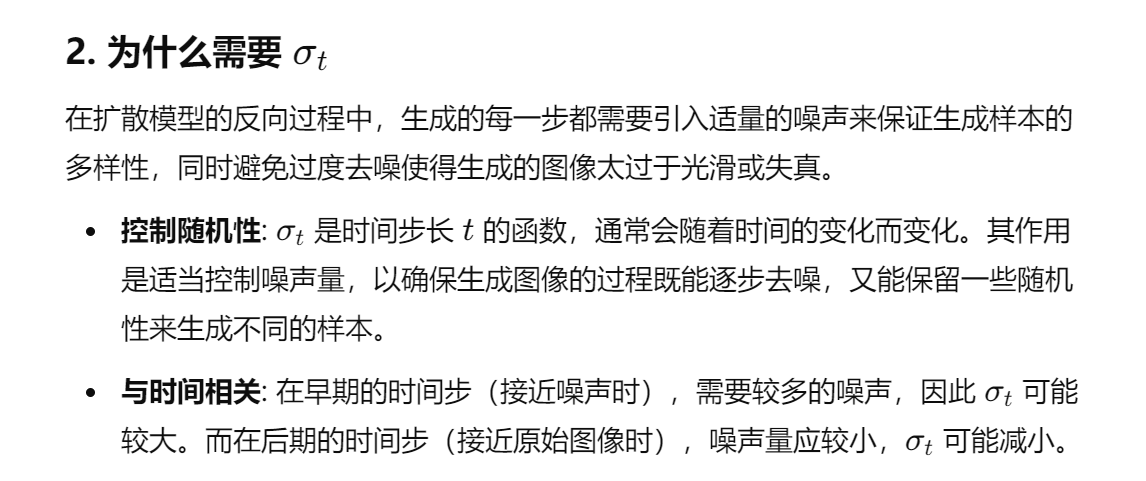 2. 为什么需要 σₜ
在扩散模型的反向过程中，生成的每一步都需要引入适量的噪声来保证生成样本的
多样性，同时避免过度去噪使得生成的图像太过于光滑或失真。
• 控制随机性: σₜ 是时间步长 t 的函数，通常会随着时间的变化而变化。其作用
是适当控制噪声量，以确保生成图像的过程既能逐步去噪，又能保留一些随机
性来生成不同的样本。
• 与时间相关: 在早期的时间步（接近噪声时），需要较多的噪声，因此 σₜ 可能
较大。而在后期的时间步（接近原始图像时），噪声量应较小，σₜ 可能减小。